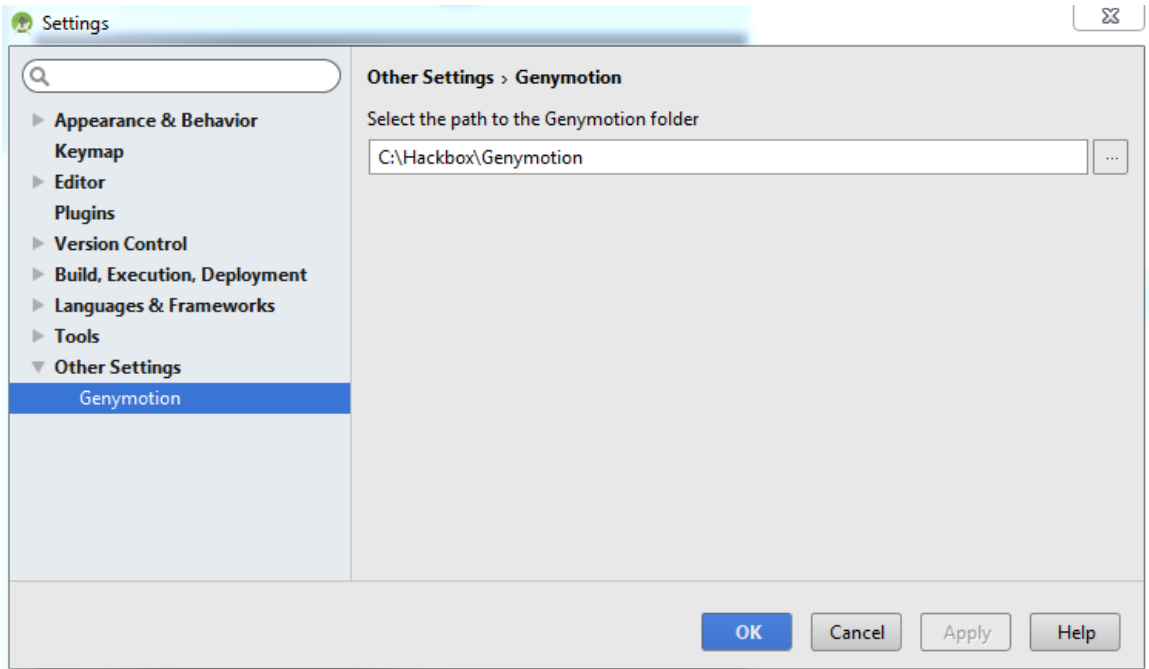 Settings
Appearance & Behavior
Keymap
Editor
Plugins
Version Control
Build, Execution, Deployment
Languages & Frameworks
Tools
Other Settings
Genymotion
Other Settings › Genymotion
Select the path to the Genymotion folder
C:\Hackbox\Genymotion
...
OK Cancel Apply Help